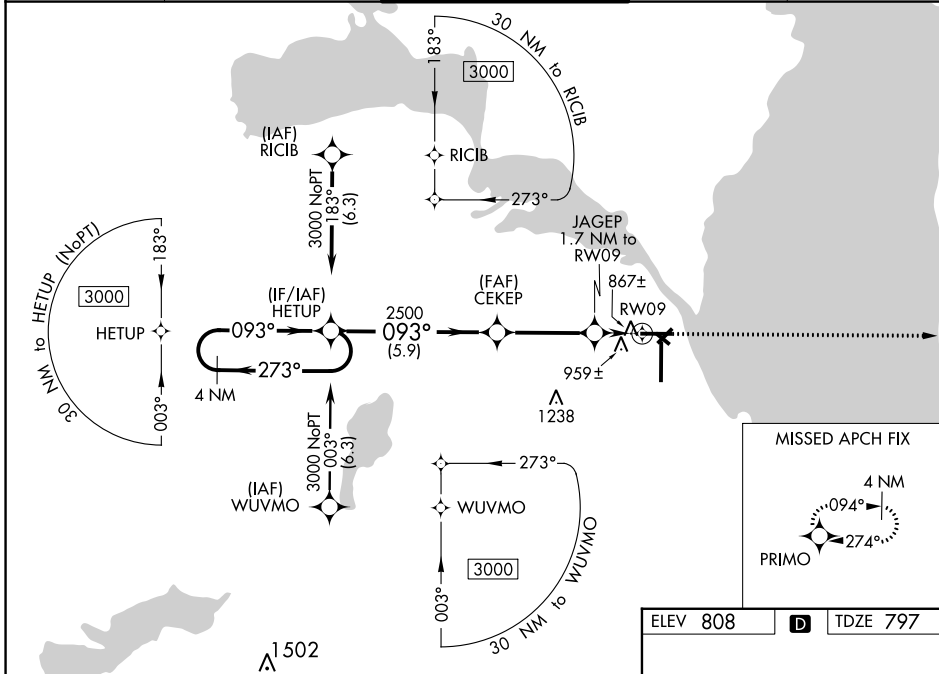 30 NM to RICIB
183°
3000
RICIB
273°
(IAF)
RICIB
3000 NoPT
183°
(6.3)
30 NM to HETUP (NoPT)
183°
3000
HETUP
003°
(IF/IAF)
HETUP
093°
273°
4 NM
2500
093°
(5.9)
(FAF)
CEKEP
JAGEP
1.7 NM to
RW09
867±
RW09
959±
1238
3000 NoPT
003°
(6.3)
(IAF)
WUVMO
273°
WUVMO
3000
003°
30 NM to WUVMO
MISSED APCH FIX
4 NM
094°
274°
PRIMO
1502
ELEV 808 D TDZE 797